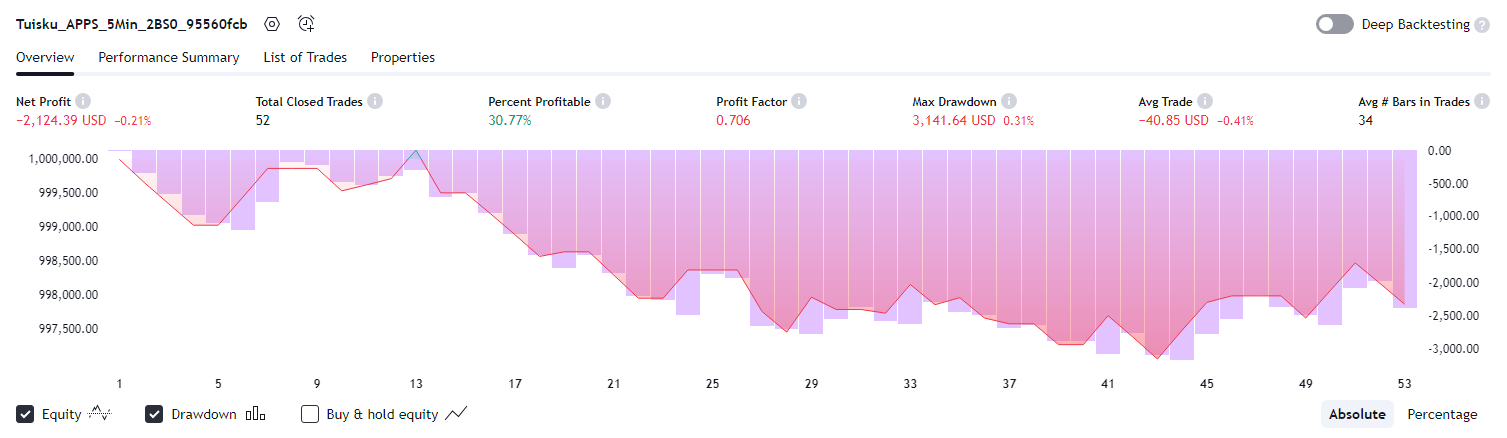 Tuisku_APPS_5Min_2BS0_95560fcb Deep Backtesting ?
Overview Performance Summary List of Trades Properties
Net Profit Total Closed Trades Percent Profitable Profit Factor Max Drawdown Avg Trade Avg # Bars in Trades
−2,124.39 USD −0.21% 52 30.77% 0.706 3,141.64 USD 0.31% −40.85 USD −0.41% 34
1,000,000.00 0.00
999,500.00 -500.00
999,000.00 -1,000.00
998,500.00 -1,500.00
998,000.00 -2,000.00
997,500.00 -2,500.00
-3,000.00
1 5 9 13 17 21 25 29 33 37 41 45 49 53
Equity Drawdown Buy & hold equity Absolute Percentage